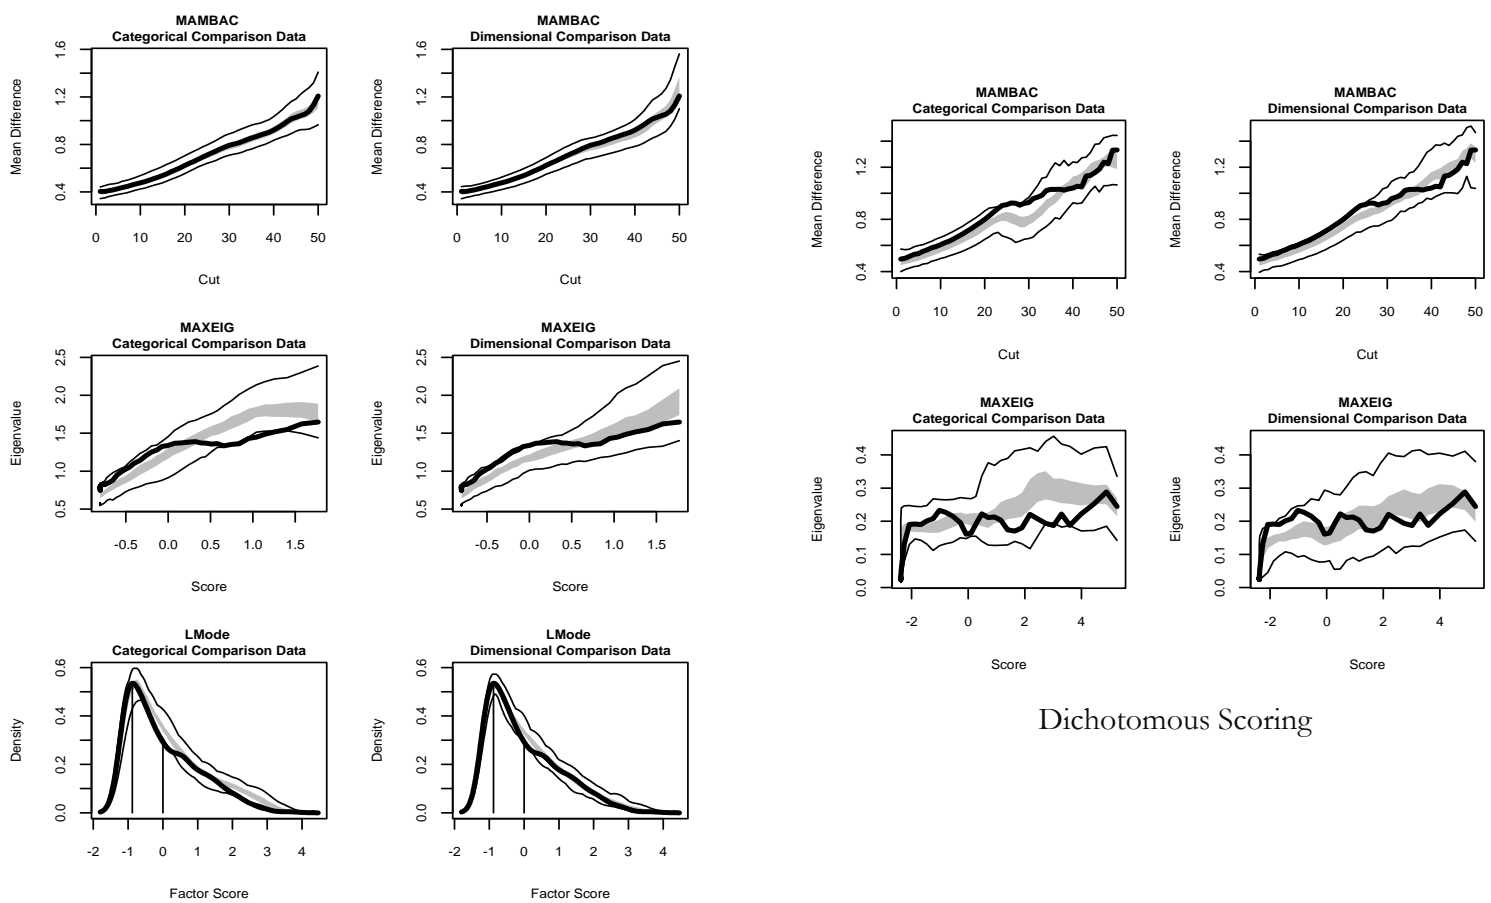 MAMBAC
Categorical Comparison Data
Mean Difference
0.4 0.8 1.2 1.6
0 10 20 30 40 50
Cut
MAMBAC
Dimensional Comparison Data
Mean Difference
0.4 0.8 1.2 1.6
0 10 20 30 40 50
Cut
MAXEIG
Categorical Comparison Data
Eigenvalue
0.5 1.0 1.5 2.0 2.5
-0.5 0.0 0.5 1.0 1.5
Score
MAXEIG
Dimensional Comparison Data
Eigenvalue
0.5 1.0 1.5 2.0 2.5
-0.5 0.0 0.5 1.0 1.5
Score
LMode
Categorical Comparison Data
Density
0.0 0.2 0.4 0.6
-2 -1 0 1 2 3 4
Factor Score
LMode
Dimensional Comparison Data
Density
0.0 0.2 0.4 0.6
-2 -1 0 1 2 3 4
Factor Score
MAMBAC
Categorical Comparison Data
Mean Difference
0.4 0.8 1.2
0 10 20 30 40 50
Cut
MAMBAC
Dimensional Comparison Data
Mean Difference
0.4 0.8 1.2
0 10 20 30 40 50
Cut
MAXEIG
Categorical Comparison Data
Eigenvalue
0.0 0.1 0.2 0.3 0.4
-2 0 2 4
Score
MAXEIG
Dimensional Comparison Data
Eigenvalue
0.0 0.1 0.2 0.3 0.4
-2 0 2 4
Score
Dichotomous Scoring